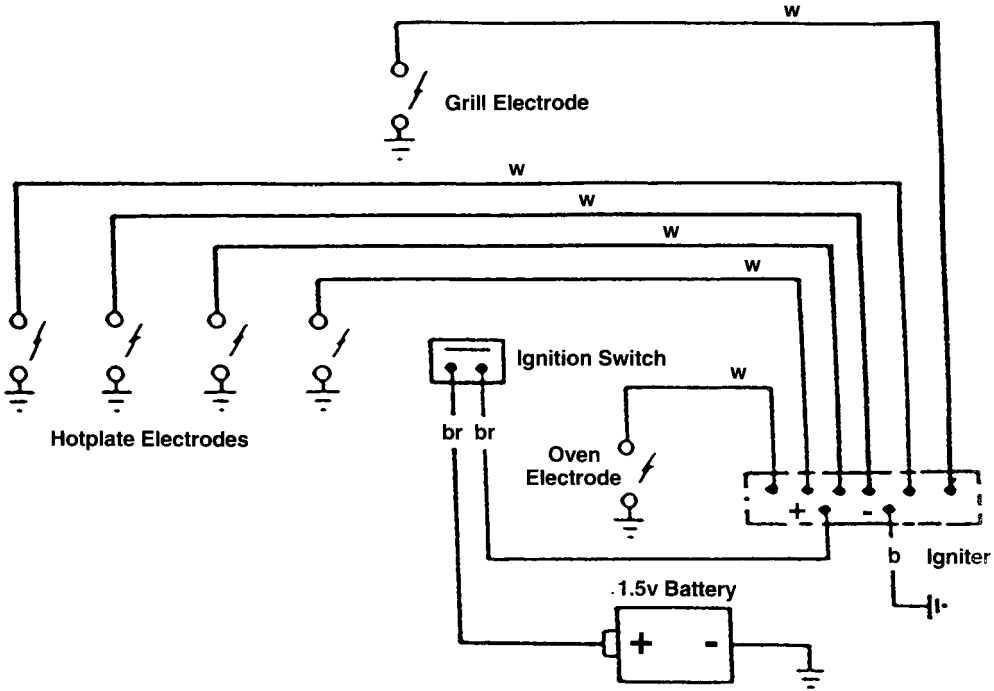 w
Grill Electrode
w
w
w
w
Ignition Switch
w
br br
Hotplate Electrodes
Oven
Electrode
+ -
b
Igniter
1.5v Battery
+ -